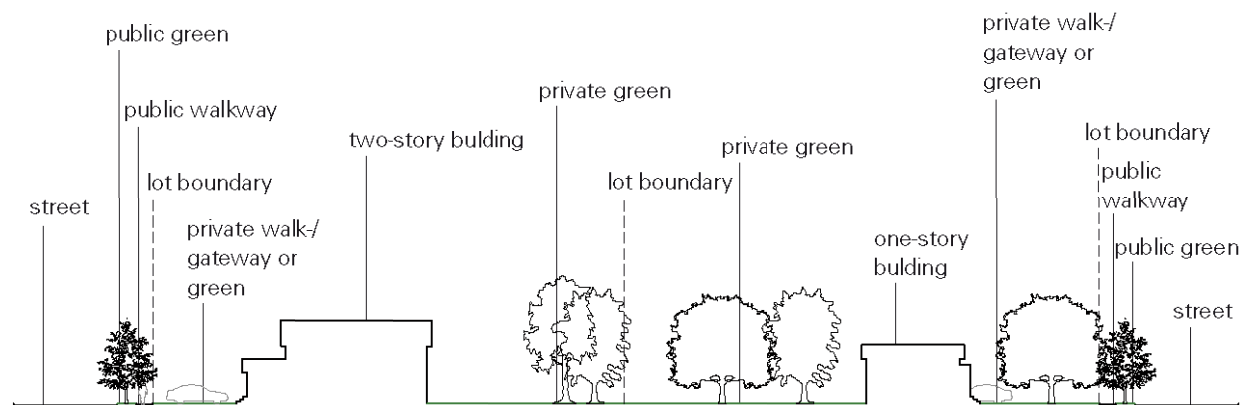 public green
public walkway
lot boundary
street
private walk-/
gateway or
green
two-story bulding
private green
lot boundary
private green
one-story
bulding
private walk-/
gateway or
green
lot boundary
public
walkway
public green
street